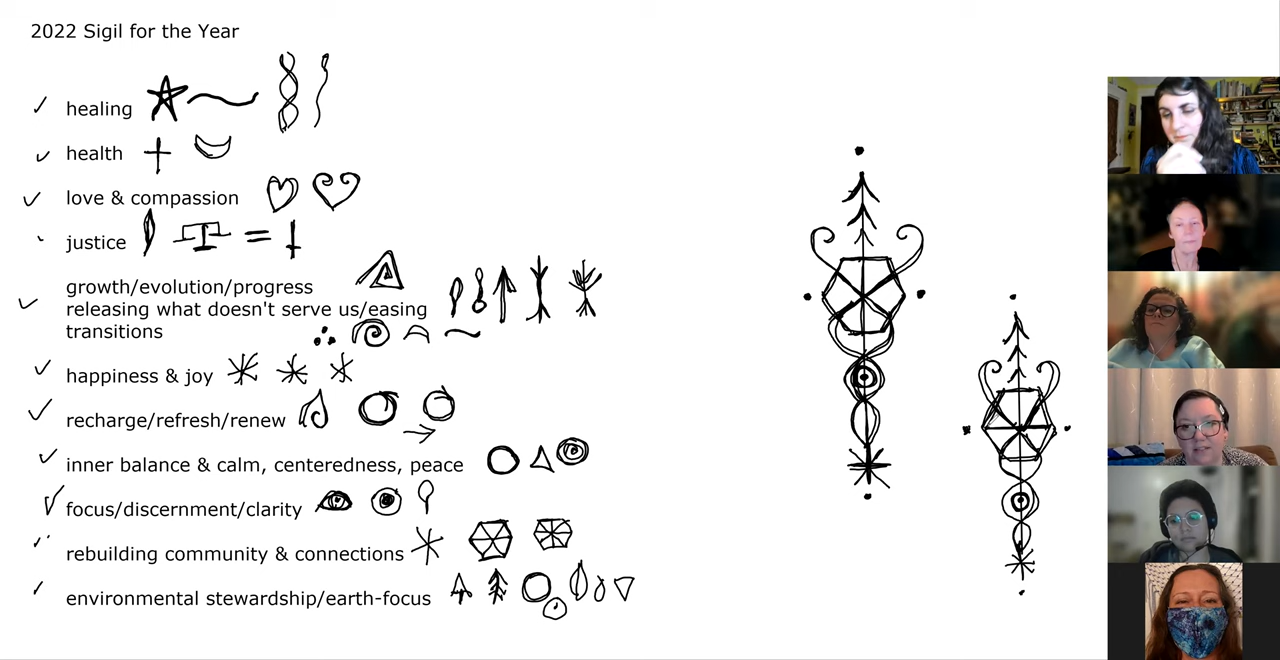 2022 Sigil for the Year
healing
health
love & compassion
justice
growth/evolution/progress
releasing what doesn't serve us/easing
transitions
happiness & joy
recharge/refresh/renew
inner balance & calm, centeredness, peace
focus/discernment/clarity
rebuilding community & connections
environmental stewardship/earth-focus